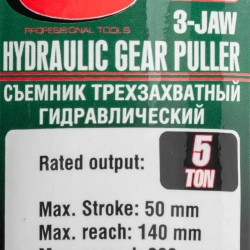 3-JAW
PROFESSIONAL TOOLS
HYDRAULIC GEAR PULLER
СЪЕМНИК ТРЕХЗАХВАТНЫЙ
ГИДРАВЛИЧЕСКИЙ
Rated output: 5 TON
Max. Stroke: 50 mm
Max. reach: 140 mm